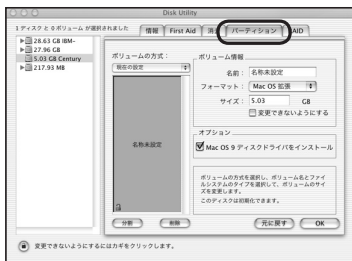 Disk Utility
1 ディスク と 0 ボリューム が選択されました
情報 First Aid 消去 パーティション RAID
28.63 GB IBM-
27.96 GB
5.03 GB Century
217.93 MB
ボリュームの方式：
現在の設定
名称未設定
分割 削除
ボリューム情報
名前： 名称未設定
フォーマット： Mac OS 拡張
サイズ： 5.03 GB
変更できないようにする
オプション
Mac OS 9 ディスクドライバをインストール
ボリュームの方式を選択し、ボリューム名とファイルシステムのタイプを選択して、ボリュームのサイズを変更します。
このディスクは初期化できます。
元に戻す OK
変更できないようにするにはカギをクリックします。